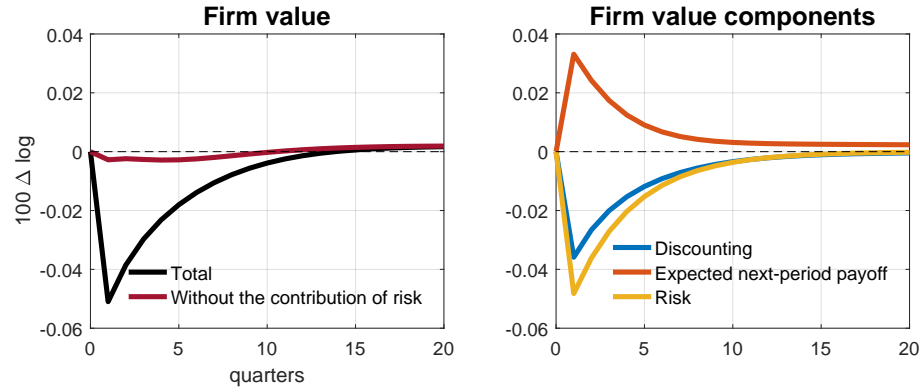 Firm value
100 Δ log
0.04
0.02
0
-0.02
-0.04
-0.06
Total
Without the contribution of risk
0 5 10 15 20
quarters
Firm value components
0.04
0.02
0
-0.02
-0.04
-0.06
Discounting
Expected next-period payoff
Risk
0 5 10 15 20